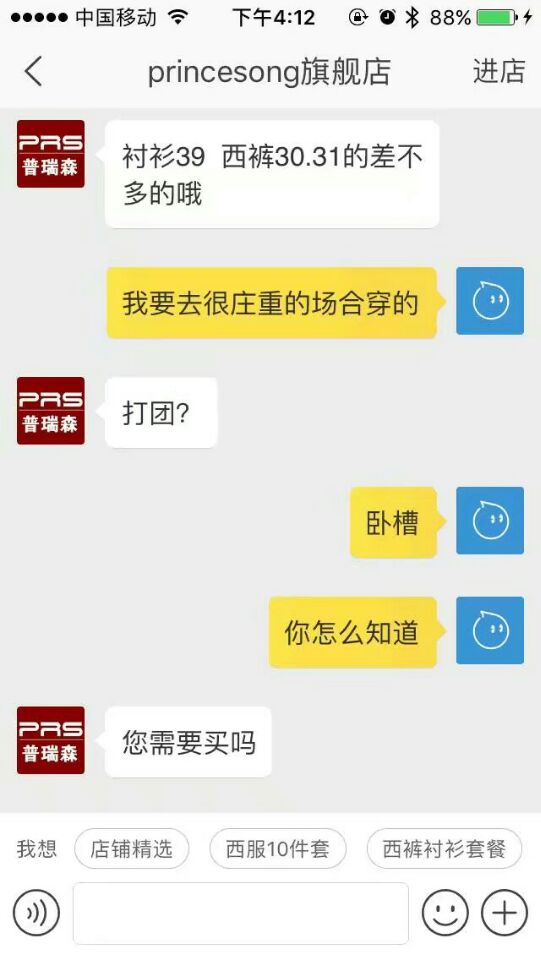 中国移动 下午4:12 88%
princesong旗舰店 进店
PRS
普瑞森
衬衫39 西裤30.31的差不
多的哦
我要去很庄重的场合穿的
PRS
普瑞森
打团?
卧槽
你怎么知道
PRS
普瑞森
您需要买吗
我想 店铺精选 西服10件套 西裤衬衫套餐